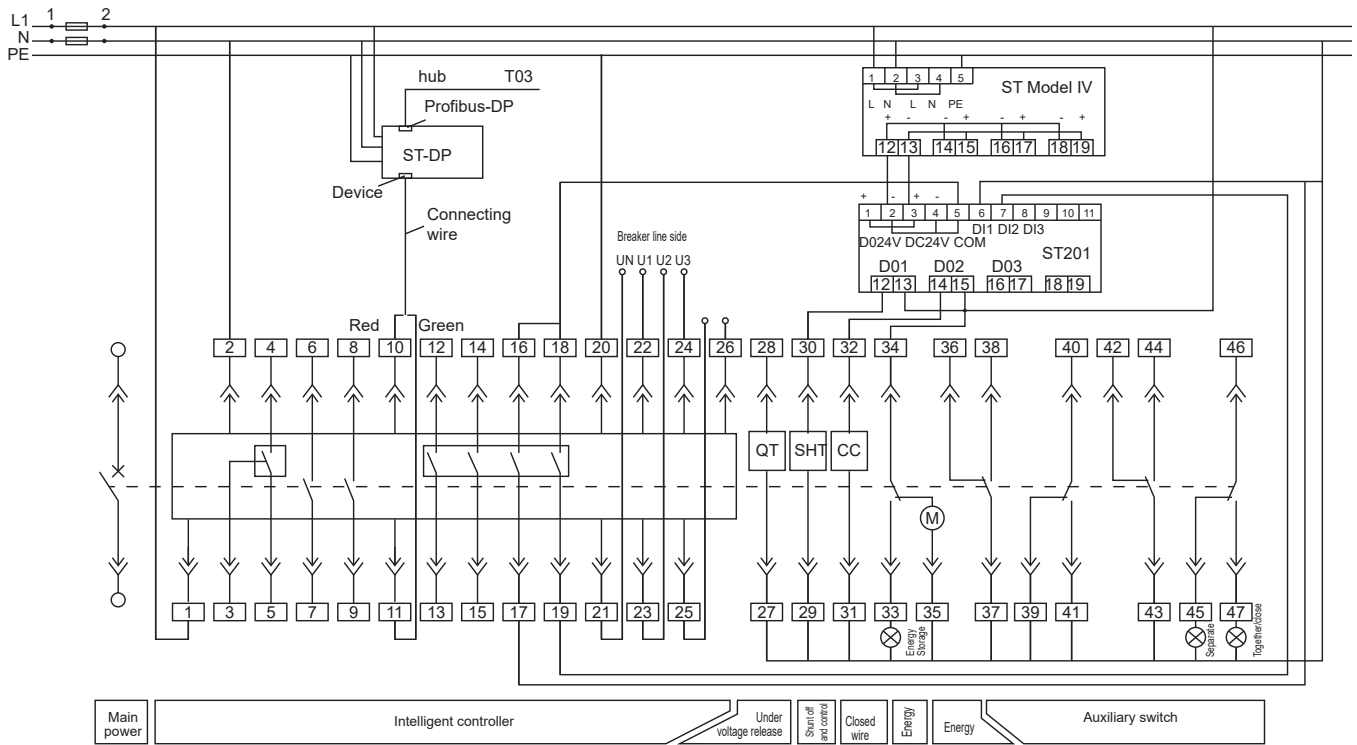 L1 1 2
N
PE
hub T03
Profibus-DP
ST-DP
Device
Connecting
wire
1 2 3 4 5
ST Model IV
L N L N PE
+ - - + - + - +
12 13 14 15 16 17 18 19
+ - + -
1 2 3 4 5 6 7 8 9 10 11
DI1 DI2 DI3
D024V DC24V COM
ST201
D01 D02 D03
12 13 14 15 16 17 18 19
Breaker line side
UN U1 U2 U3
Red Green
2 4 6 8 10 12 14 16 18 20 22 24 26 28 30 32 34 36 38 40 42 44 46
QT SHT CC
M
1 3 5 7 9 11 13 15 17 19 21 23 25 27 29 31 33 35 37 39 41 43 45 47
Energy
Storage
Separate
Together/close
Main
power
Intelligent controller
Under
voltage release
Shunt off
and control
Closed
wire
Energy
Energy
Auxiliary switch